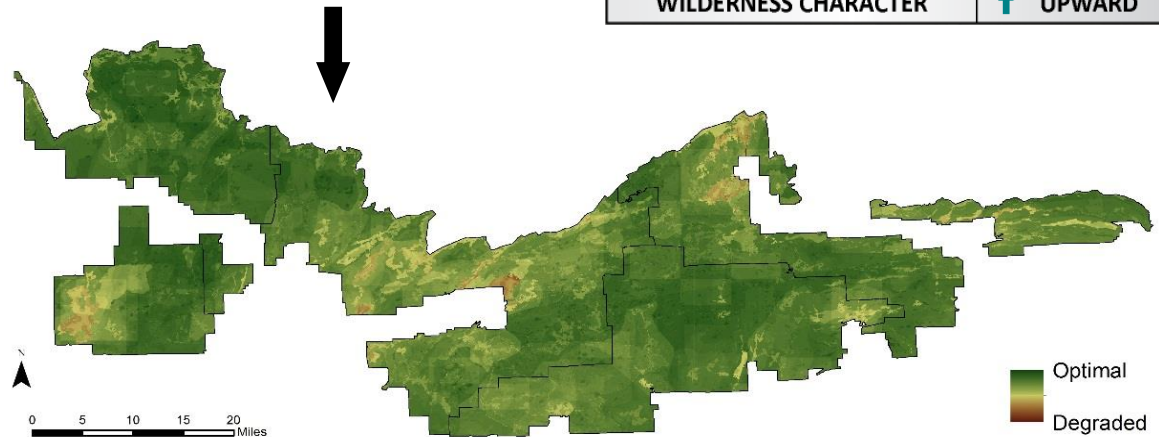 WILDERNESS CHARACTER UPWARD
N
Optimal
Degraded
0 5 10 15 20 Miles